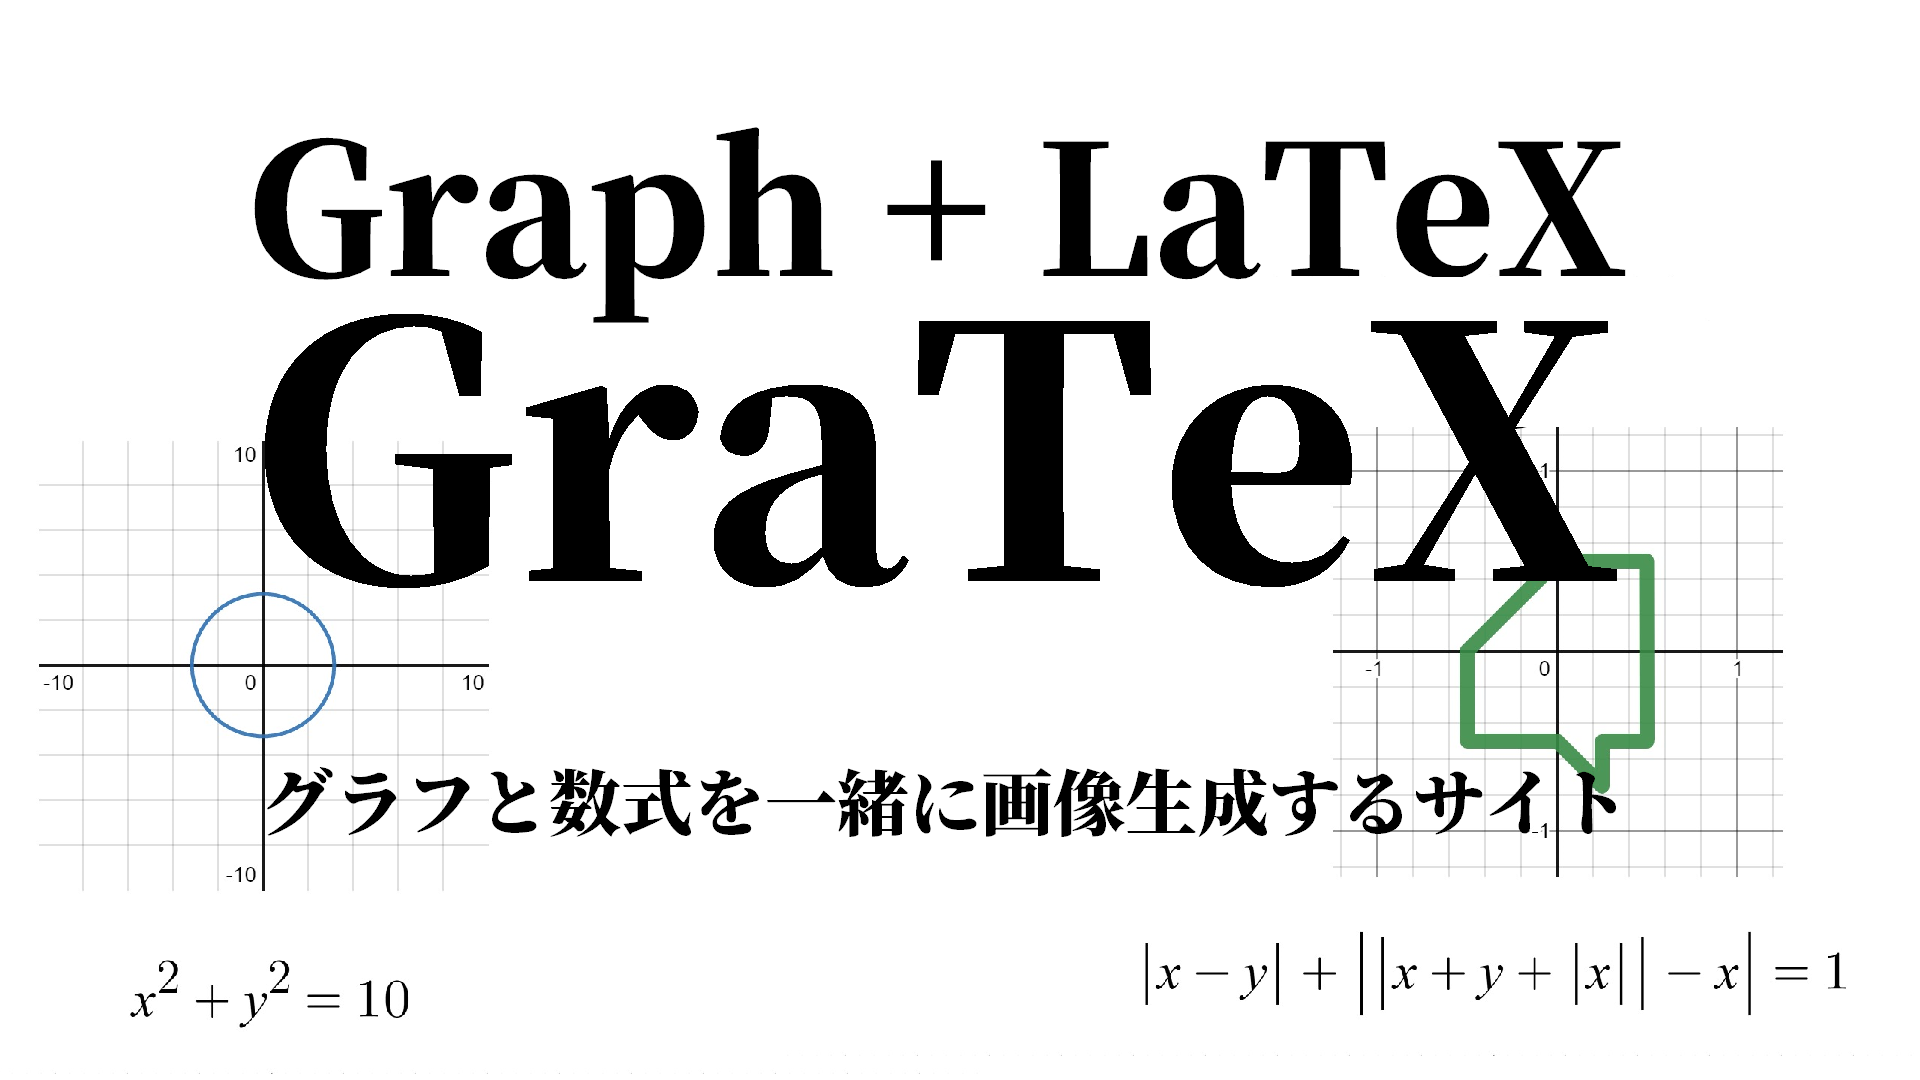 Graph + LaTeX
GraTeX
10
-10 0 10
-10
1
-1 0 1
-1
グラフと数式を一緒に画像生成するサイト
x^2 + y^2 = 10
|x − y| + ||x + y + |x|| − x| = 1